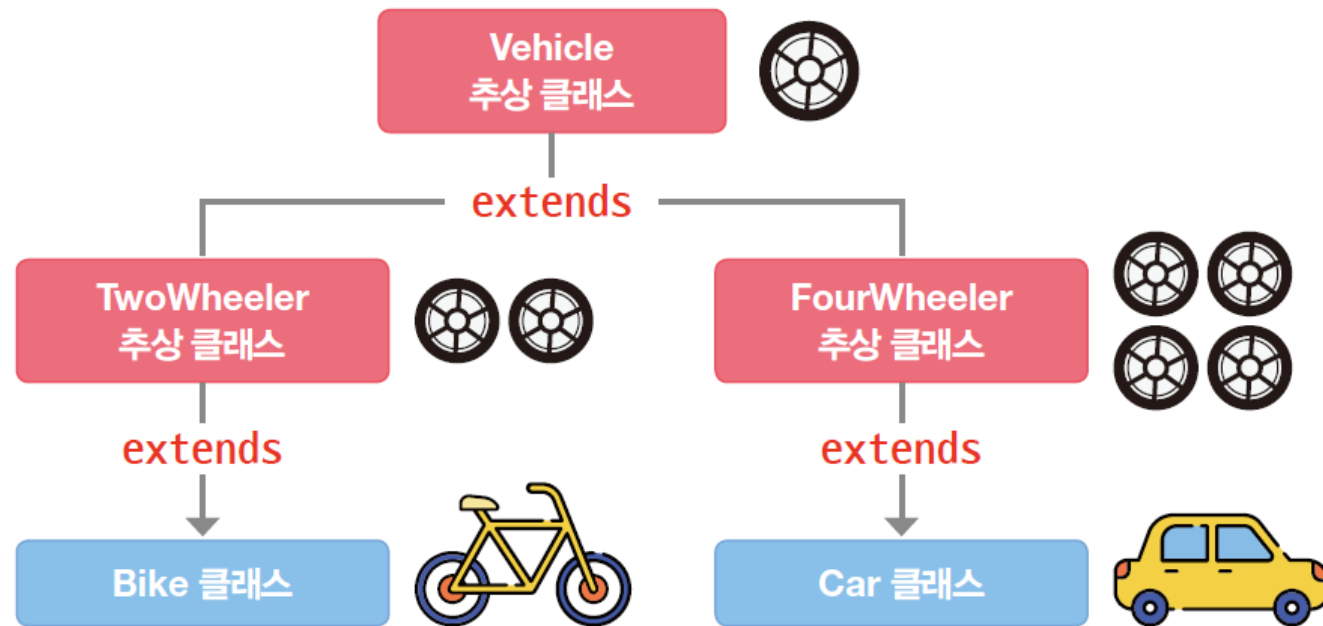 Vehicle
추상 클래스
extends
TwoWheeler
추상 클래스
FourWheeler
추상 클래스
extends
extends
Bike 클래스
Car 클래스